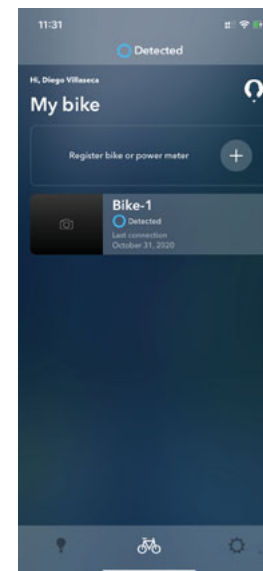 11:31
Detected
Hi, Diego Villaseca
My bike
Register bike or power meter
Bike-1
Detected
Last connection
October 31, 2020